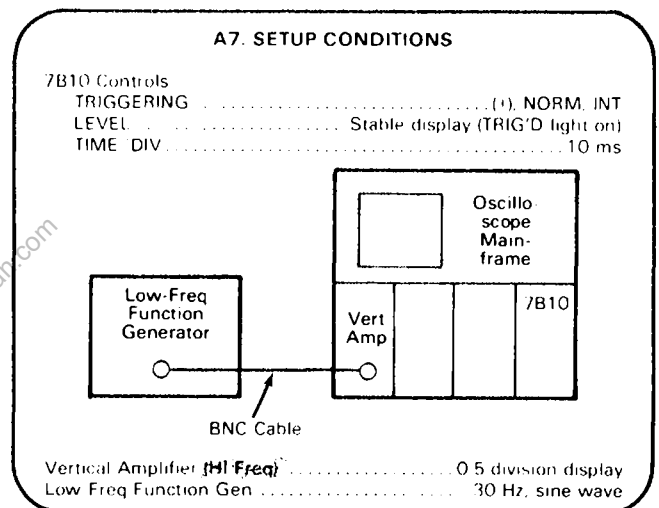 A7. SETUP CONDITIONS
7B10 Controls
TRIGGERING . . . . . . . . . . . . . . . . . . . . . . . . (+), NORM, INT
LEVEL . . . . . . . . . . . . . . . . Stable display (TRIG'D light on)
TIME DIV . . . . . . . . . . . . . . . . . . . . . . . . . . . . . . . . 10 ms
Oscillo-
scope
Main-
frame
Low-Freq
Function
Generator
Vert
Amp
7B10
BNC Cable
Vertical Amplifier (HI Freq) . . . . . . . . . . . . . . . . 0.5 division display
Low Freq Function Gen . . . . . . . . . . . . . . . . . . 30 Hz, sine wave
an.com